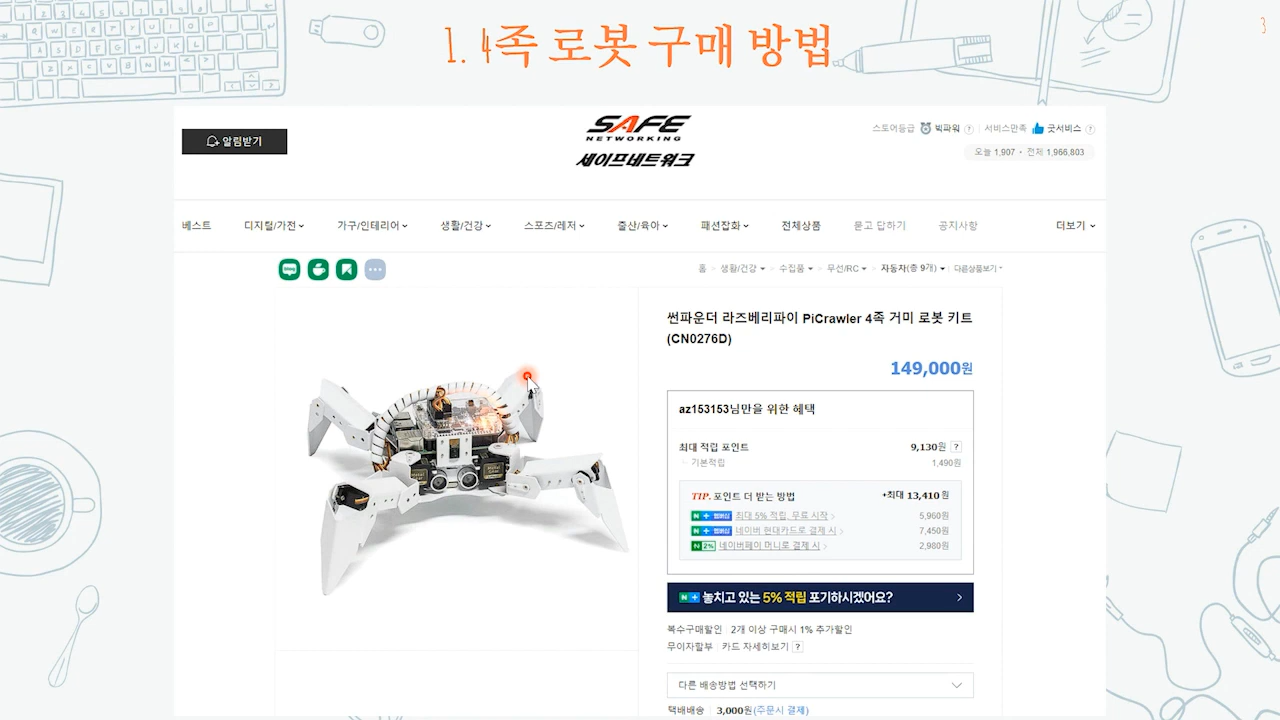 1. 4족 로봇 구매 방법
3
알림받기
SAFE
NETWORKING
세이프네트워크
스토어등급 빅파워 ? 서비스만족 굿서비스 ?
오늘 1,907 • 전체 1,966,803
베스트 디지털/가전 가구/인테리어 생활/건강 스포츠/레저 출산/육아 패션잡화 전체상품 묻고 답하기 공지사항 더보기
홈 > 생활/건강 > 수집품 > 무선/RC > 자동차(총 9개) 다른상품보기
썬파운더 라즈베리파이 PiCrawler 4족 거미 로봇 키트
(CN0276D)
149,000원
az153153님만을 위한 혜택
최대 적립 포인트 9,130원 ?
기본적립 1,490원
TIP. 포인트 더 받는 방법 +최대 13,410 원
N + 멤버십 최대 5% 적립, 무료 시작 > 5,960원
N + 멤버십 네이버 현대카드로 결제 시 > 7,450원
N 2% 네이버페이 머니로 결제 시 > 2,980원
N + 놓치고 있는 5% 적립 포기하시겠어요? >
복수구매할인 2개 이상 구매시 1% 추가할인
무이자할부 카드 자세히보기 ?
다른 배송방법 선택하기
택배배송 3,000원(주문시 결제)